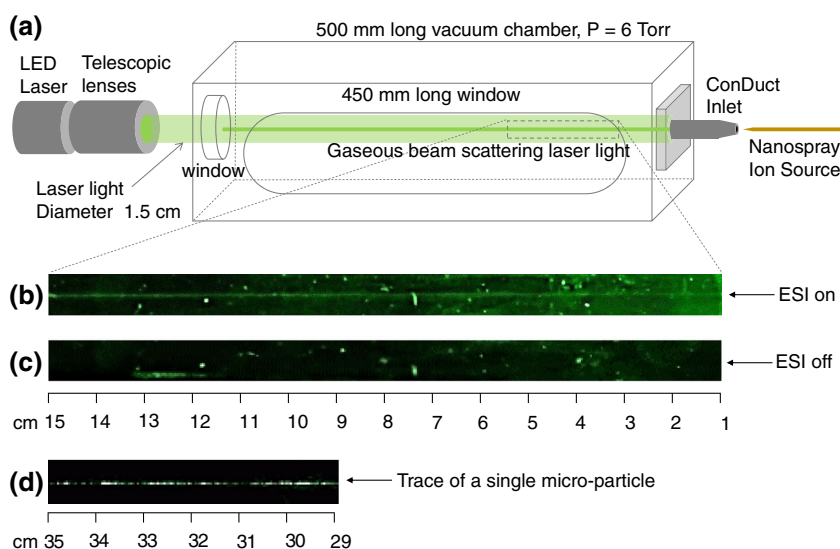 (a)
500 mm long vacuum chamber, P = 6 Torr
LED
Laser
Telescopic
lenses
450 mm long window
ConDuct
Inlet
Gaseous beam scattering laser light
window
Nanospray
Ion Source
Laser light
Diameter 1.5 cm
(b)
ESI on
(c)
ESI off
cm 15 14 13 12 11 10 9 8 7 6 5 4 3 2 1
(d)
Trace of a single micro-particle
cm 35 34 33 32 31 30 29